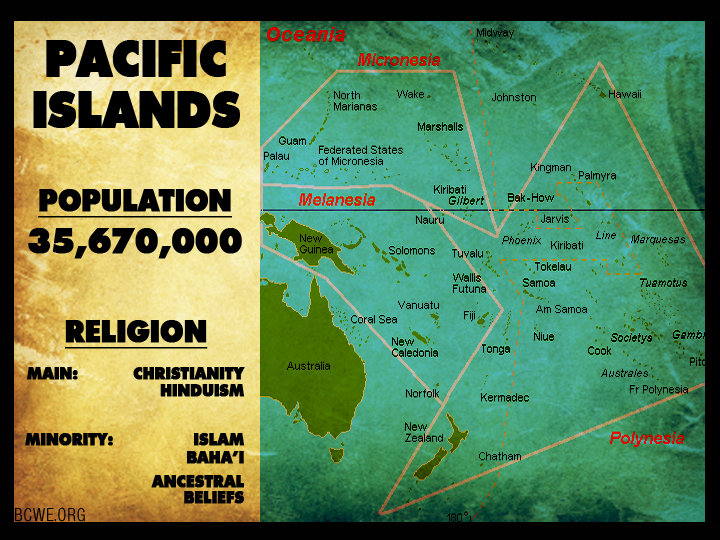 PACIFIC
ISLANDS
POPULATION
35,670,000
RELIGION
MAIN: CHRISTIANITY
HINDUISM
MINORITY: ISLAM
BAHA'I
ANCESTRAL
BELIEFS
BCWE.ORG
Oceania
Midway
Micronesia
North
Marianas
Wake
Johnston
Hawaii
Marshalls
Guam
Palau
Federated States
of Micronesia
Kingman
Palmyra
Kiribati
Gilbert
Bak-How
Melanesia
Nauru
Jarvis
New
Guinea
Solomons
Tuvalu
Phoenix
Kiribati
Line
Marquesas
Tokelau
Wallis
Futuna
Samoa
Tuamotus
Vanuatu
Coral Sea
Fiji
Am Samoa
New
Caledonia
Tonga
Niue
Societys
Gambi
Cook
Pitc
Australia
Australes
Fr Polynesia
Norfolk
Kermadec
New
Zealand
Polynesia
Chatham
180°